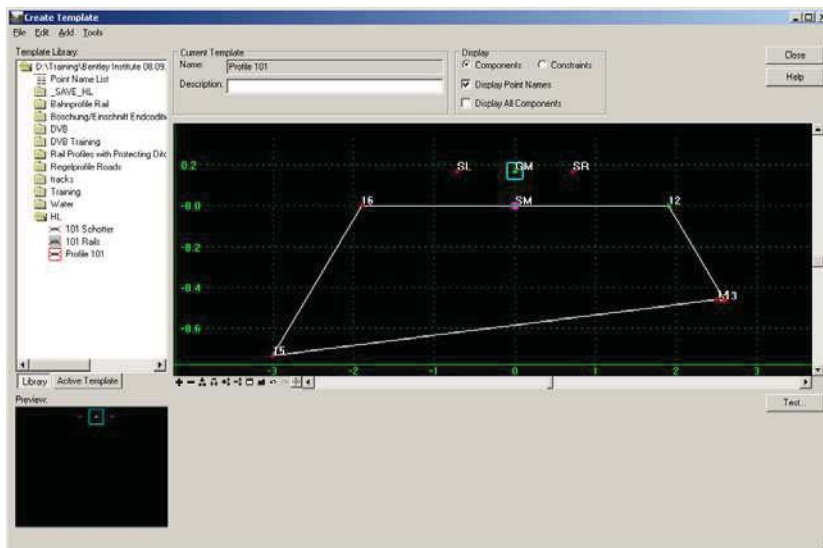 Create Template
File Edit Add Tools
Template Library:
D:\Training\Bentley Institute 08.09.
Point Name List
_SAVE_HL
Bahnprofile Rail
Böschung/Einschnitt Endconditi
DVB
DVB Training
Rail Profiles with Protecting Ditc
Regelprofile Roads
tracks
Training
Water
HL
101 Schotter
101 Rails
Profile 101
Library Active Template
Preview:
Current Template
Name: Profile 101
Description:
Display
Components Constraints
Display Point Names
Display All Components
Close
Help
0.2
SL GM SR
-0.0
16 SM 12
-0.2
-0.4
13
-0.6
15
-3 -2 -1 0 1 2 3
Test...